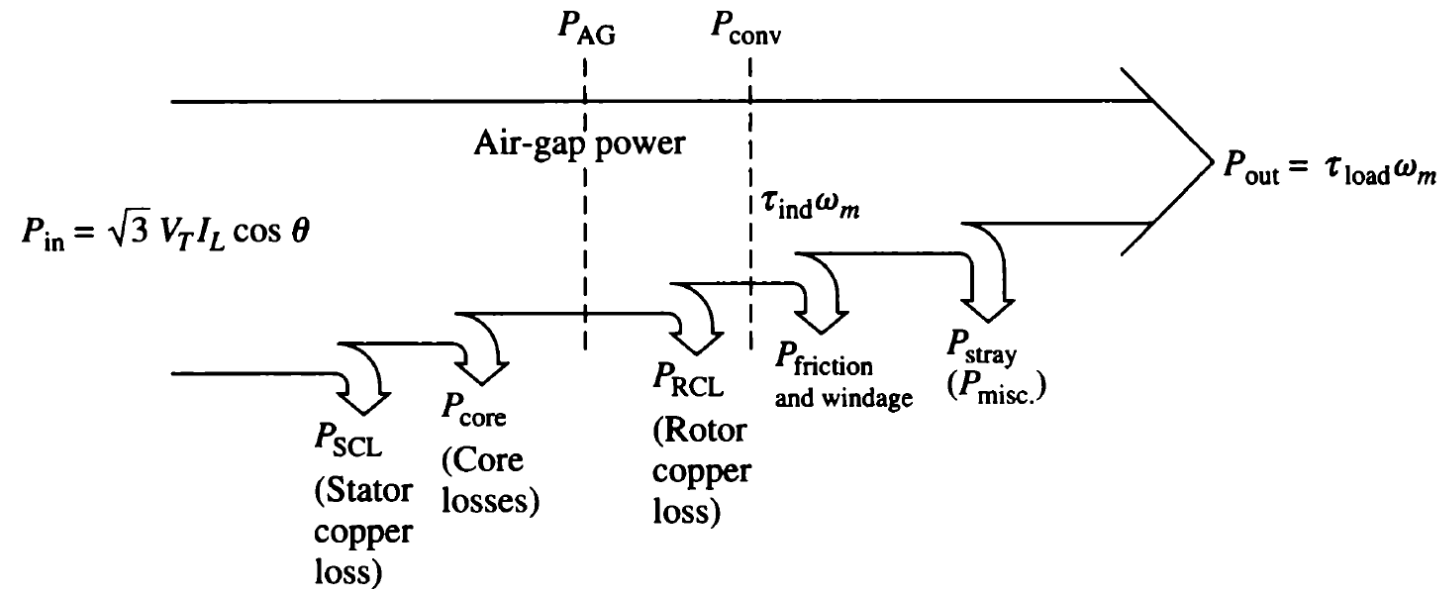 P_AG
P_conv
Air-gap power
P_in = √3 V_T I_L cos θ
τ_ind ω_m
P_out = τ_load ω_m
P_SCL
(Stator
copper
loss)
P_core
(Core
losses)
P_RCL
(Rotor
copper
loss)
P_friction
and windage
P_stray
(P_misc.)